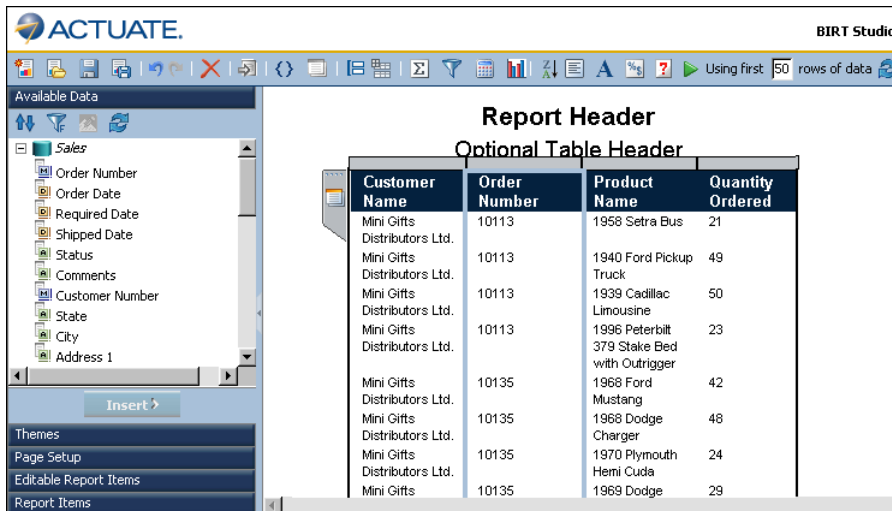 ACTUATE.
BIRT Studio
Using first 50 rows of data
Available Data
Sales
Order Number
Order Date
Required Date
Shipped Date
Status
Comments
Customer Number
State
City
Address 1
Insert
Themes
Page Setup
Editable Report Items
Report Items
Report Header
Optional Table Header
Customer Name Order Number Product Name Quantity Ordered
Mini Gifts 10113 1958 Setra Bus 21
Distributors Ltd.
Mini Gifts 10113 1940 Ford Pickup 49
Distributors Ltd. Truck
Mini Gifts 10113 1939 Cadillac 50
Distributors Ltd. Limousine
Mini Gifts 10113 1996 Peterbilt 23
Distributors Ltd. 379 Stake Bed
with Outrigger
Mini Gifts 10135 1968 Ford 42
Distributors Ltd. Mustang
Mini Gifts 10135 1968 Dodge 48
Distributors Ltd. Charger
Mini Gifts 10135 1970 Plymouth 24
Distributors Ltd. Hemi Cuda
Mini Gifts 10135 1969 Dodge 29